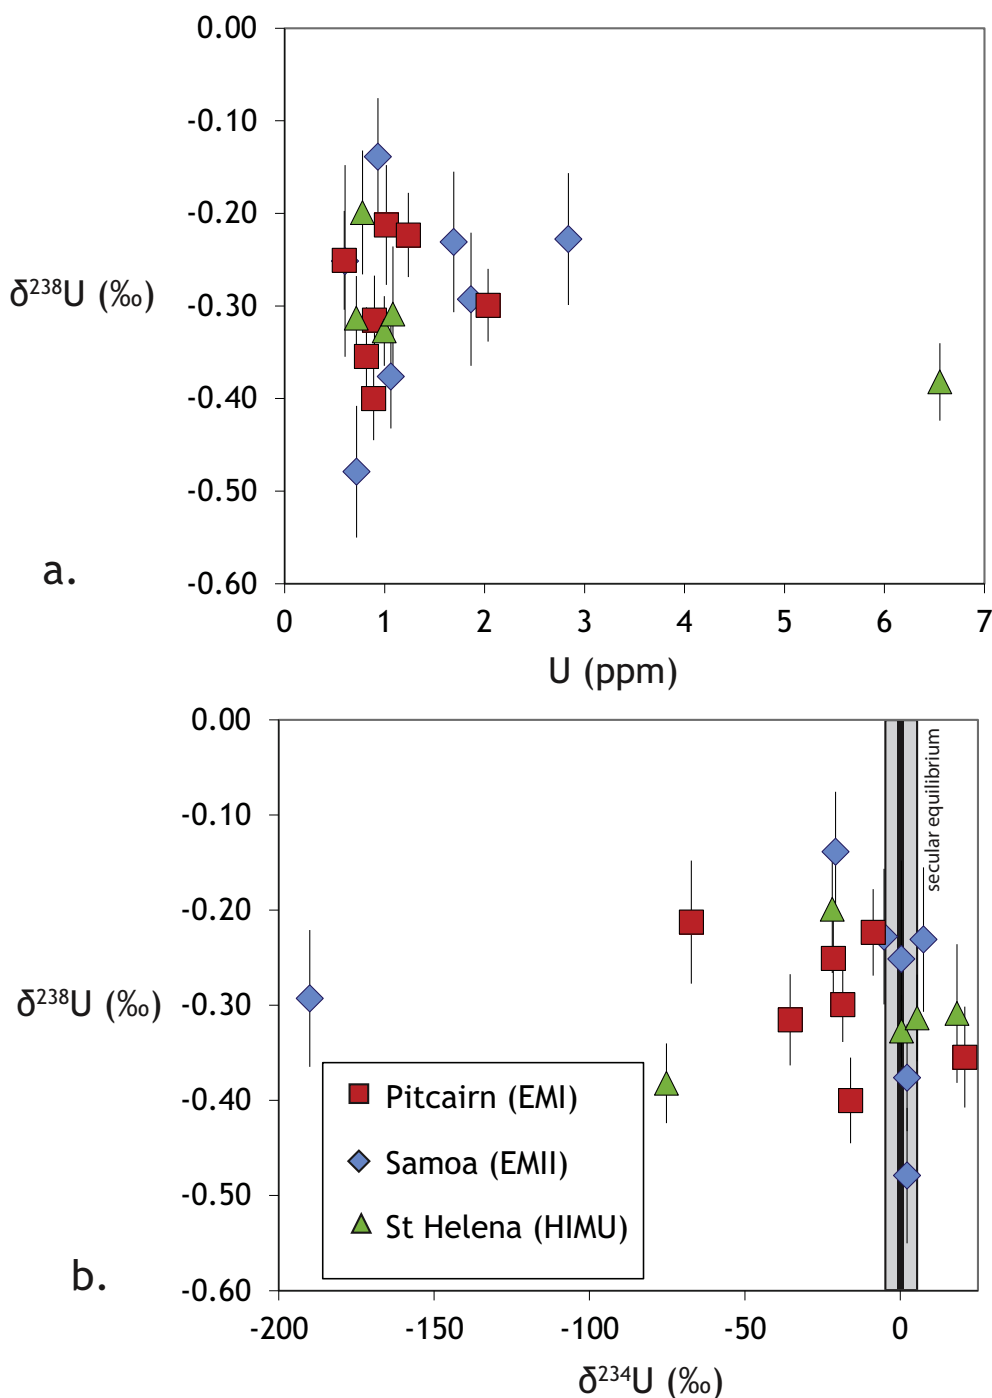 0.00
-0.10
-0.20
δ²³⁸U (‰)
-0.30
-0.40
-0.50
-0.60
a.
0 1 2 3 4 5 6 7
U (ppm)
0.00
-0.10
-0.20
δ²³⁸U (‰)
-0.30
-0.40
-0.50
-0.60
secular equilibrium
Pitcairn (EMI)
Samoa (EMII)
St Helena (HIMU)
b.
-200 -150 -100 -50 0
δ²³⁴U (‰)